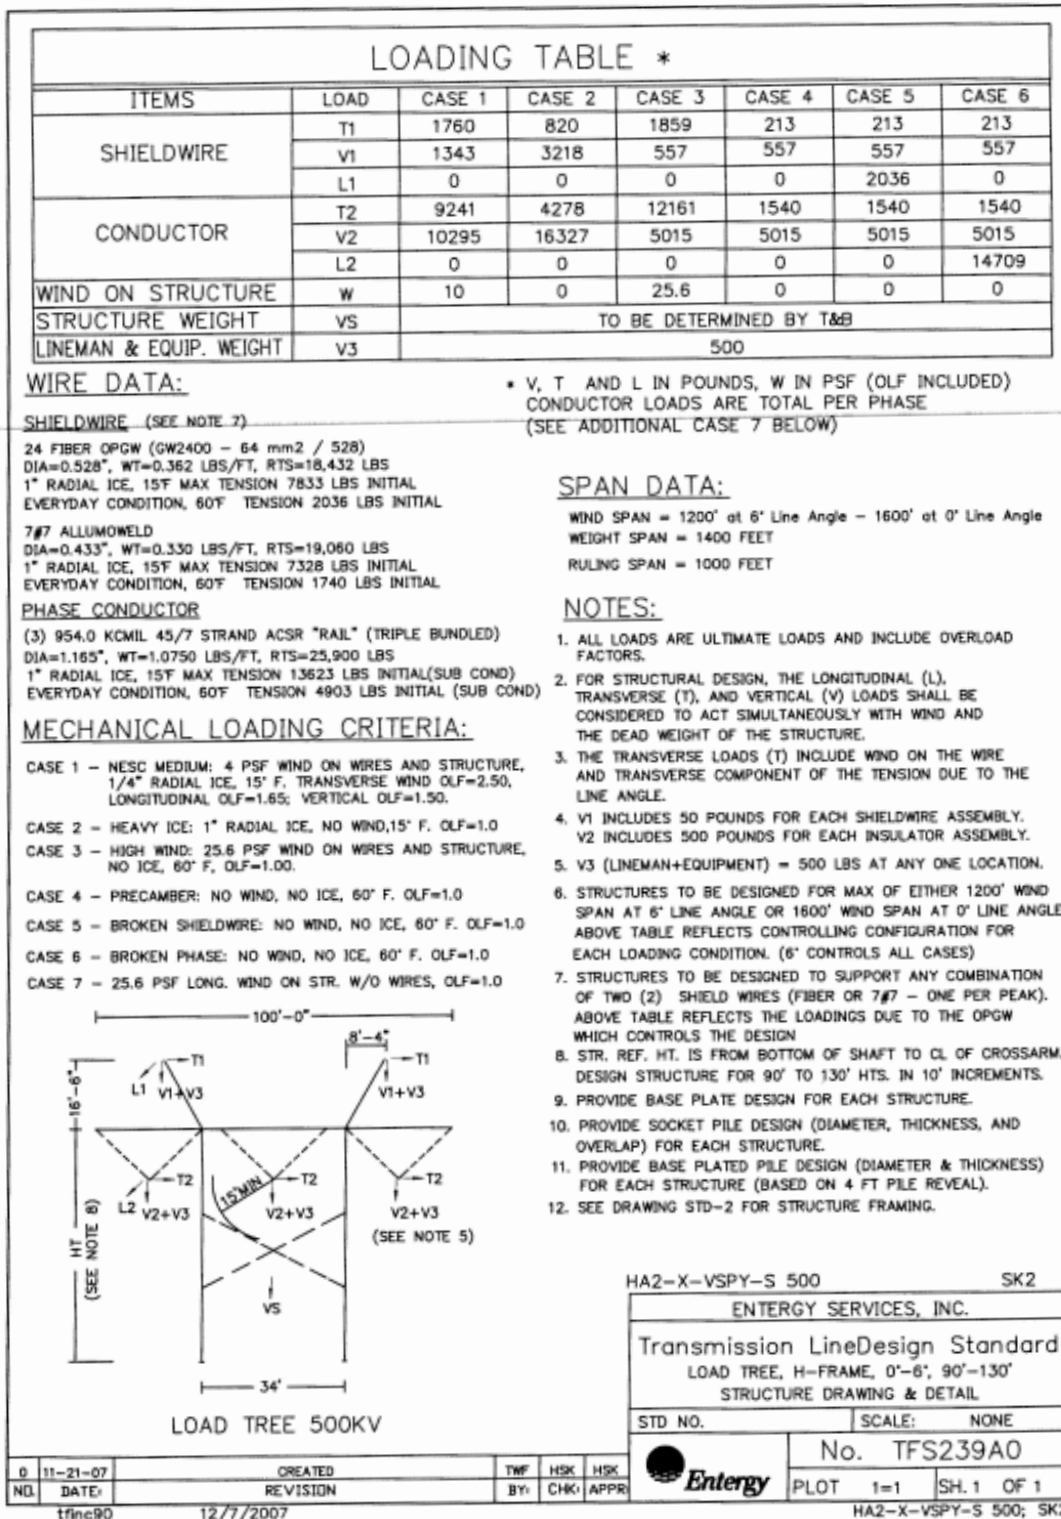 LOADING TABLE *
ITEMS LOAD CASE 1 CASE 2 CASE 3 CASE 4 CASE 5 CASE 6
SHIELDWIRE
T1 1760 820 1859 213 213 213
V1 1343 3218 557 557 557 557
L1 0 0 0 0 2036 0
CONDUCTOR
T2 9241 4278 12161 1540 1540 1540
V2 10295 16327 5015 5015 5015 5015
L2 0 0 0 0 0 14709
WIND ON STRUCTURE W 10 0 25.6 0 0 0
STRUCTURE WEIGHT VS TO BE DETERMINED BY T&B
LINEMAN & EQUIP. WEIGHT V3 500
* V, T AND L IN POUNDS, W IN PSF (OLF INCLUDED)
CONDUCTOR LOADS ARE TOTAL PER PHASE
(SEE ADDITIONAL CASE 7 BELOW)
WIRE DATA:
SHIELDWIRE (SEE NOTE 7)
24 FIBER OPGW (GW2400 - 64 mm2 / 528)
DIA=0.528", WT=0.362 LBS/FT, RTS=18,432 LBS
1" RADIAL ICE, 15°F MAX TENSION 7833 LBS INITIAL
EVERYDAY CONDITION, 60°F TENSION 2036 LBS INITIAL
7#7 ALLUMOWELD
DIA=0.433", WT=0.330 LBS/FT, RTS=19,060 LBS
1" RADIAL ICE, 15°F MAX TENSION 7328 LBS INITIAL
EVERYDAY CONDITION, 60°F TENSION 1740 LBS INITIAL
PHASE CONDUCTOR
(3) 954.0 KCMIL 45/7 STRAND ACSR "RAIL" (TRIPLE BUNDLED)
DIA=1.165", WT=1.0750 LBS/FT, RTS=25,900 LBS
1" RADIAL ICE, 15°F MAX TENSION 13623 LBS INITIAL(SUB COND)
EVERYDAY CONDITION, 60°F TENSION 4903 LBS INITIAL (SUB COND)
MECHANICAL LOADING CRITERIA:
CASE 1 - NESC MEDIUM: 4 PSF WIND ON WIRES AND STRUCTURE,
1/4" RADIAL ICE, 15° F. TRANSVERSE WIND OLF=2.50,
LONGITUDINAL OLF=1.65; VERTICAL OLF=1.50.
CASE 2 - HEAVY ICE: 1" RADIAL ICE, NO WIND,15° F. OLF=1.0
CASE 3 - HIGH WIND: 25.6 PSF WIND ON WIRES AND STRUCTURE,
NO ICE, 60° F, OLF=1.00.
CASE 4 - PRECAMBER: NO WIND, NO ICE, 60° F. OLF=1.0
CASE 5 - BROKEN SHIELDWIRE: NO WIND, NO ICE, 60° F. OLF=1.0
CASE 6 - BROKEN PHASE: NO WIND, NO ICE, 60° F. OLF=1.0
CASE 7 - 25.6 PSF LONG. WIND ON STR. W/O WIRES, OLF=1.0
SPAN DATA:
WIND SPAN = 1200' at 6° Line Angle - 1600' at 0° Line Angle
WEIGHT SPAN = 1400 FEET
RULING SPAN = 1000 FEET
NOTES:
1. ALL LOADS ARE ULTIMATE LOADS AND INCLUDE OVERLOAD
FACTORS.
2. FOR STRUCTURAL DESIGN, THE LONGITUDINAL (L),
TRANSVERSE (T), AND VERTICAL (V) LOADS SHALL BE
CONSIDERED TO ACT SIMULTANEOUSLY WITH WIND AND
THE DEAD WEIGHT OF THE STRUCTURE.
3. THE TRANSVERSE LOADS (T) INCLUDE WIND ON THE WIRE
AND TRANSVERSE COMPONENT OF THE TENSION DUE TO THE
LINE ANGLE.
4. V1 INCLUDES 50 POUNDS FOR EACH SHIELDWIRE ASSEMBLY.
V2 INCLUDES 500 POUNDS FOR EACH INSULATOR ASSEMBLY.
5. V3 (LINEMAN+EQUIPMENT) = 500 LBS AT ANY ONE LOCATION.
6. STRUCTURES TO BE DESIGNED FOR MAX OF EITHER 1200' WIND
SPAN AT 6° LINE ANGLE OR 1600' WIND SPAN AT 0° LINE ANGLE
ABOVE TABLE REFLECTS CONTROLLING CONFIGURATION FOR
EACH LOADING CONDITION. (6° CONTROLS ALL CASES)
7. STRUCTURES TO BE DESIGNED TO SUPPORT ANY COMBINATION
OF TWO (2) SHIELD WIRES (FIBER OR 7#7 - ONE PER PEAK).
ABOVE TABLE REFLECTS THE LOADINGS DUE TO THE OPGW
WHICH CONTROLS THE DESIGN
8. STR. REF. HT. IS FROM BOTTOM OF SHAFT TO CL OF CROSSARM.
DESIGN STRUCTURE FOR 90' TO 130' HTS. IN 10' INCREMENTS.
9. PROVIDE BASE PLATE DESIGN FOR EACH STRUCTURE.
10. PROVIDE SOCKET PILE DESIGN (DIAMETER, THICKNESS, AND
OVERLAP) FOR EACH STRUCTURE.
11. PROVIDE BASE PLATED PILE DESIGN (DIAMETER & THICKNESS)
FOR EACH STRUCTURE (BASED ON 4 FT PILE REVEAL).
12. SEE DRAWING STD-2 FOR STRUCTURE FRAMING.
100'-0"
8'-4"
16'-6"
T1 T1
L1 V1+V3 V1+V3
T2 T2 T2
15'MIN
L2 V2+V3 V2+V3 V2+V3
(SEE NOTE 5)
HT
(SEE NOTE 8)
VS
34'
LOAD TREE 500KV
HA2-X-VSPY-S 500 SK2
ENTERGY SERVICES, INC.
Transmission LineDesign Standard
LOAD TREE, H-FRAME, 0°-6°, 90'-130'
STRUCTURE DRAWING & DETAIL
STD NO. SCALE: NONE
Entergy
No. TFS239A0
PLOT 1=1 SH. 1 OF 1
0 11-21-07 CREATED TWF HSK HSK
NO. DATE: REVISION BY: CHK: APPR:
tfinc90 12/7/2007
HA2-X-VSPY-S 500; SK2